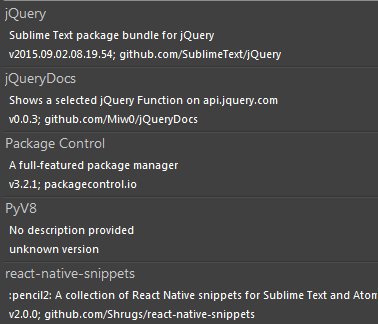 jQuery
Sublime Text package bundle for jQuery
v2015.09.02.08.19.54; github.com/SublimeText/jQuery
jQueryDocs
Shows a selected jQuery Function on api.jquery.com
v0.0.3; github.com/Miw0/jQueryDocs
Package Control
A full-featured package manager
v3.2.1; packagecontrol.io
PyV8
No description provided
unknown version
react-native-snippets
:pencil2: A collection of React Native snippets for Sublime Text and Atom
v2.0.0; github.com/Shrugs/react-native-snippets